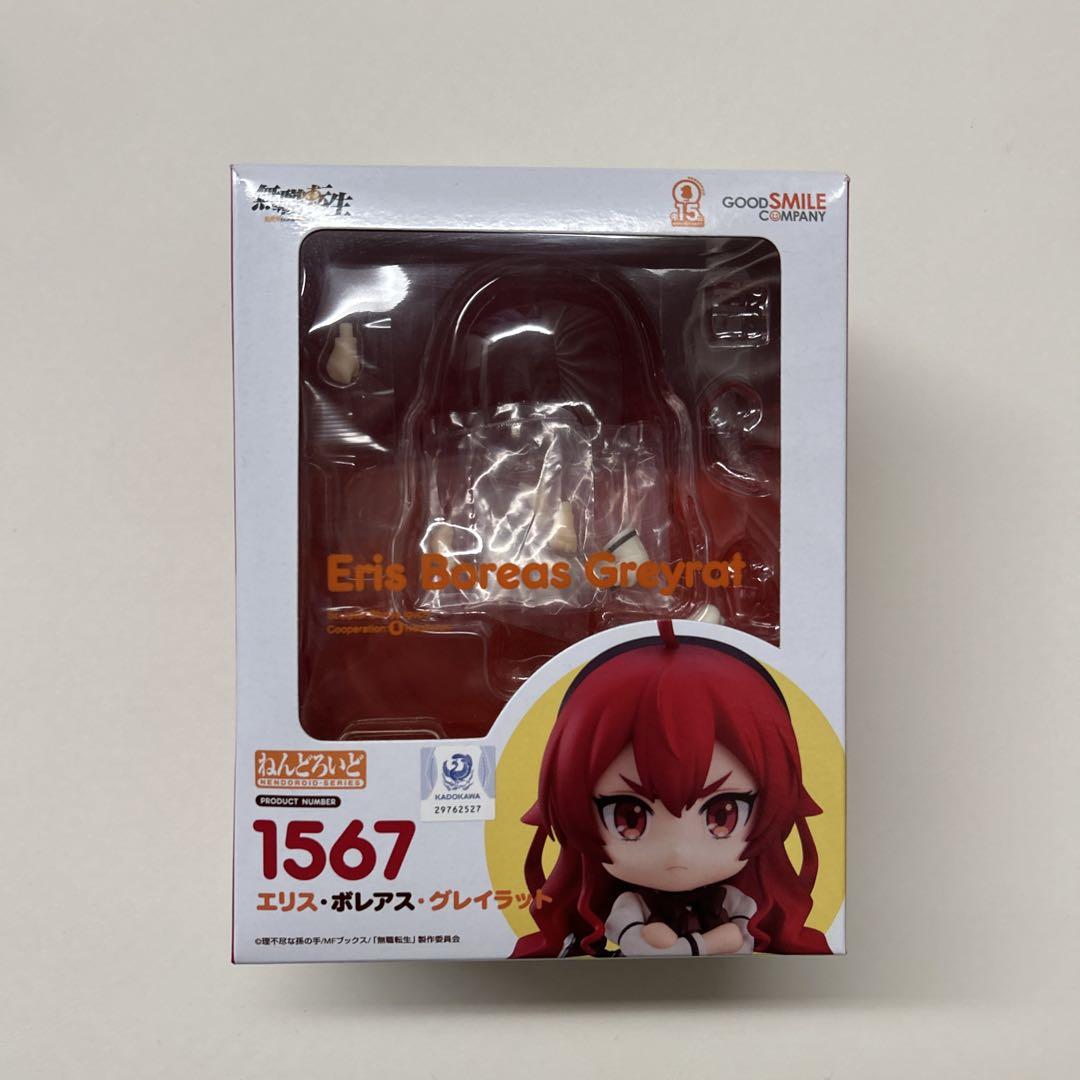 無職転生
15
GOOD SMILE
COMPANY
Eris Boreas Greyrat
Cooperation:
ねんどろいど
NENDOROID-SERIES
PRODUCT NUMBER
1567
KADOKAWA
29762527
エリス・ボレアス・グレイラット
©理不尽な孫の手/MFブックス/「無職転生」製作委員会